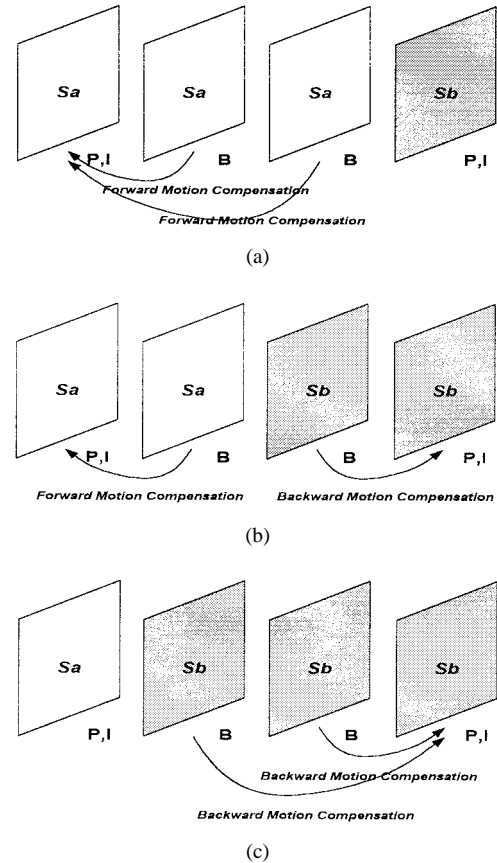 Sa Sa Sa Sb
P,I B B P,I
Forward Motion Compensation
Forward Motion Compensation
(a)
Sa Sa Sb Sb
P,I B B P,I
Forward Motion Compensation Backward Motion Compensation
(b)
Sa Sb Sb Sb
P,I B B P,I
Backward Motion Compensation
Backward Motion Compensation
(c)